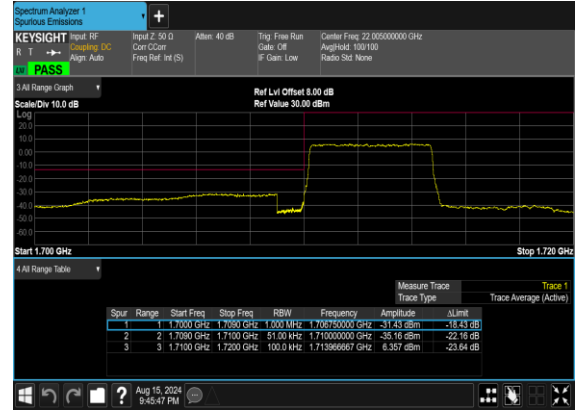 Spectrum Analyzer 1
Spurious Emissions
KEYSIGHT Input: RF Input Z: 50 Ω Atten: 40 dB Trig: Free Run Center Freq: 22.005000000 GHz
R T Coupling: DC Corr CCorr Gate: Off Avg|Hold: 100/100
Align: Auto Freq Ref: Int (S) IF Gain: Low Radio Std: None
PASS
3 All Range Graph
Ref Lvl Offset 8.00 dB
Scale/Div 10.0 dB Ref Value 30.00 dBm
Log
20.0
10.0
0.00
-10.0
-20.0
-30.0
-40.0
-50.0
-60.0
Start 1.700 GHz Stop 1.720 GHz
4 All Range Table
Measure Trace Trace 1
Trace Type Trace Average (Active)
Spur Range Start Freq Stop Freq RBW Frequency Amplitude ΔLimit
1 1 1.7000 GHz 1.7090 GHz 1.000 MHz 1.706750000 GHz -31.43 dBm -18.43 dB
2 2 1.7090 GHz 1.7100 GHz 51.00 kHz 1.710000000 GHz -35.16 dBm -22.16 dB
3 3 1.7100 GHz 1.7200 GHz 100.0 kHz 1.713966667 GHz 6.357 dBm -23.64 dB
Aug 15, 2024
9:45:47 PM